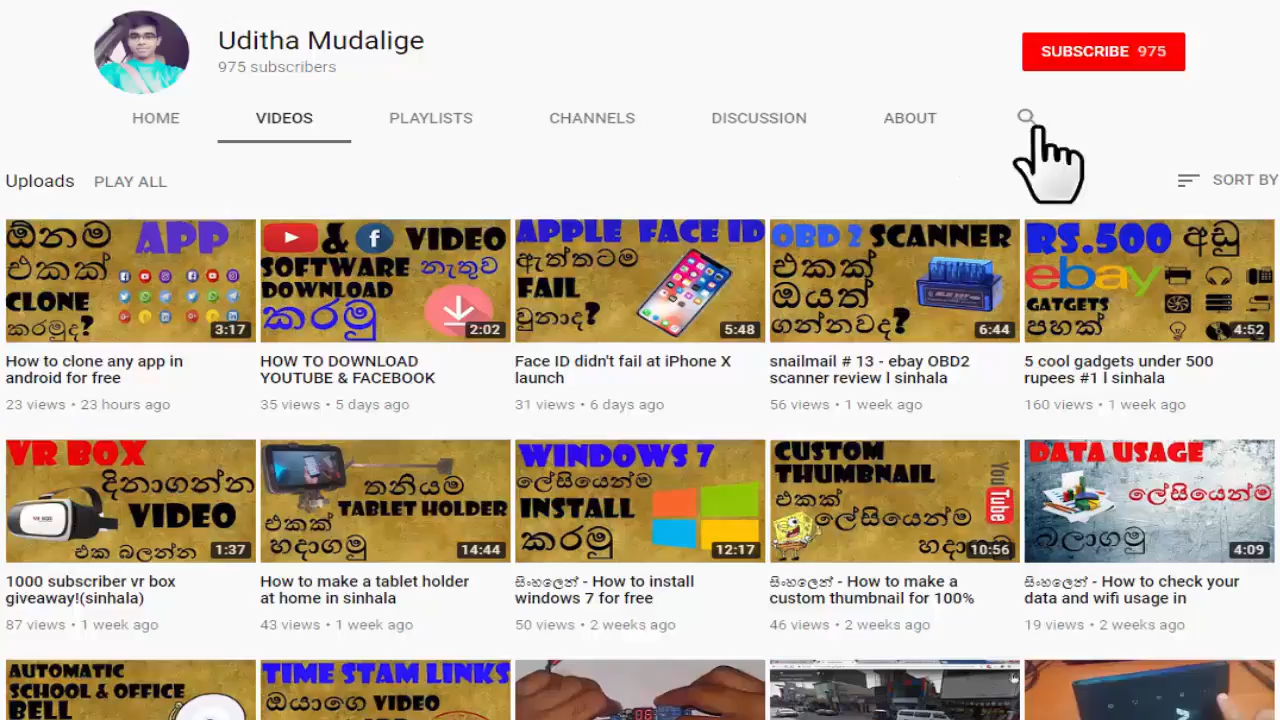 Uditha Mudalige
975 subscribers
SUBSCRIBE 975
HOME
VIDEOS
PLAYLISTS
CHANNELS
DISCUSSION
ABOUT
Uploads
PLAY ALL
SORT BY
ඕනම APP
එකක්
CLONE
කරමුද?
3:17
How to clone any app in
android for free
23 views • 23 hours ago
& f VIDEO
SOFTWARE නැතුව
DOWNLOAD
කරමු
2:02
HOW TO DOWNLOAD
YOUTUBE & FACEBOOK
35 views • 5 days ago
APPLE FACE ID
ඇත්තටම
FAIL
වුනාද?
5:48
Face ID didn't fail at iPhone X
launch
31 views • 6 days ago
OBD 2 SCANNER
එකක්
ඔයත්
ගන්නවද?
6:44
snailmail # 13 - ebay OBD2
scanner review l sinhala
56 views • 1 week ago
RS.500 අඩු
ebay
GATGETS
පහක්
4:52
5 cool gadgets under 500
rupees #1 l sinhala
160 views • 1 week ago
VR BOX
දිනාගන්න
VIDEO
එක බලන්න
1:37
1000 subscriber vr box
giveaway!(sinhala)
87 views • 1 week ago
තනියම
TABLET HOLDER
එකක්
හදාගමු
14:44
How to make a tablet holder
at home in sinhala
43 views • 1 week ago
WINDOWS 7
ලේසියෙන්ම
INSTALL
කරමු
12:17
සිංහලෙන් - How to install
windows 7 for free
50 views • 2 weeks ago
CUSTOM
THUMBNAIL
එකක්
ලේසියෙන්ම
YouTube
10:56
සිංහලෙන් - How to make a
custom thumbnail for 100%
46 views • 2 weeks ago
DATA USAGE
ලේසියෙන්ම
බලාගමු
4:09
සිංහලෙන් - How to check your
data and wifi usage in
19 views • 2 weeks ago
AUTOMATIC
SCHOOL & OFFICE
BELL
TIME STAM LINKS
ඔයාගෙ VIDEO